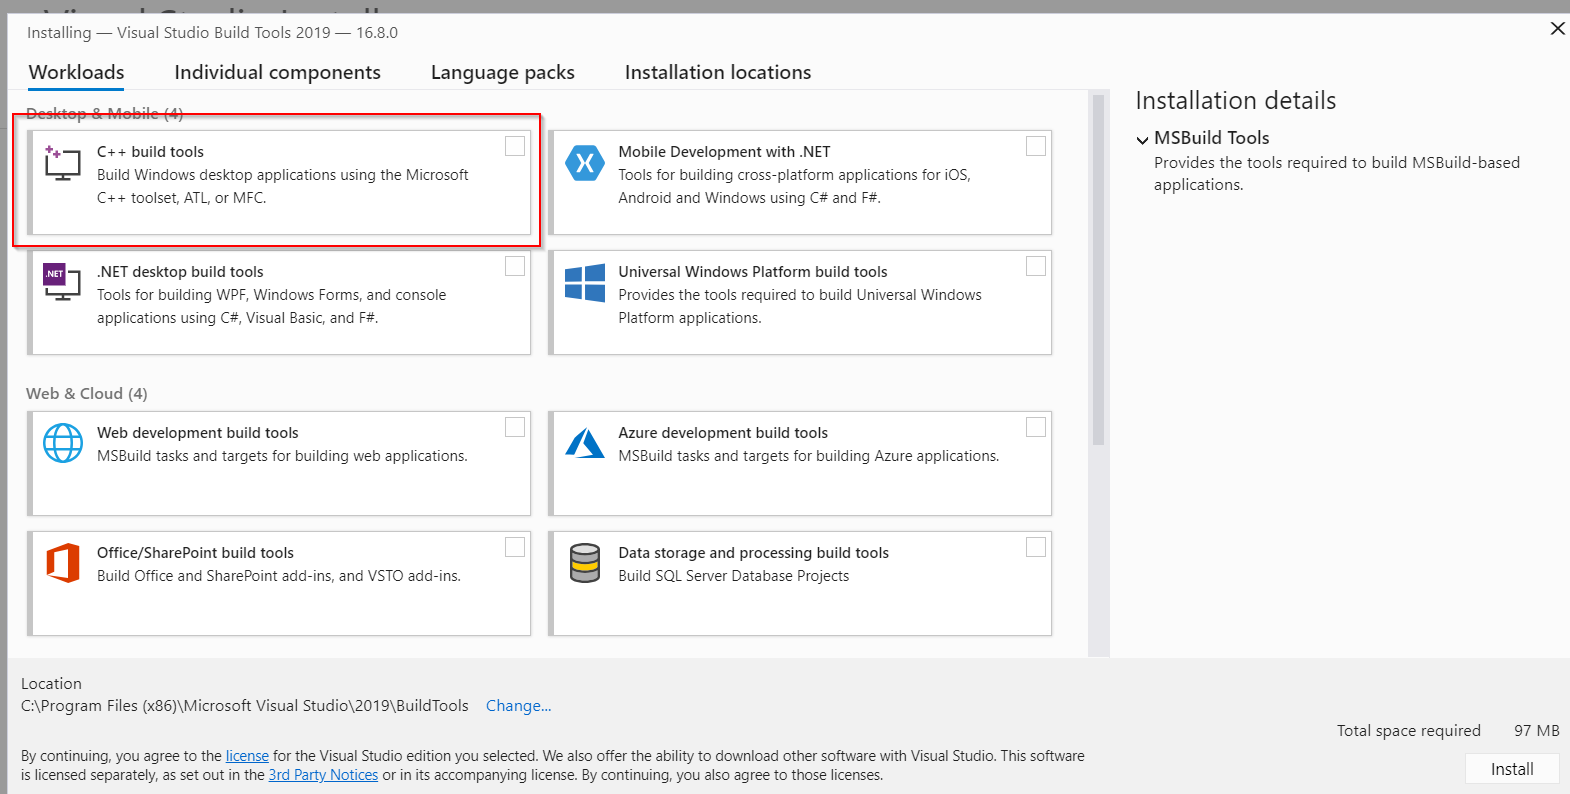 Installing — Visual Studio Build Tools 2019 — 16.8.0
Workloads
Individual components
Language packs
Installation locations
Desktop & Mobile (4)
C++ build tools
Build Windows desktop applications using the Microsoft
C++ toolset, ATL, or MFC.
Mobile Development with .NET
Tools for building cross-platform applications for iOS,
Android and Windows using C# and F#.
.NET
.NET desktop build tools
Tools for building WPF, Windows Forms, and console
applications using C#, Visual Basic, and F#.
Universal Windows Platform build tools
Provides the tools required to build Universal Windows
Platform applications.
Web & Cloud (4)
Web development build tools
MSBuild tasks and targets for building web applications.
Azure development build tools
MSBuild tasks and targets for building Azure applications.
Office/SharePoint build tools
Build Office and SharePoint add-ins, and VSTO add-ins.
Data storage and processing build tools
Build SQL Server Database Projects
Installation details
MSBuild Tools
Provides the tools required to build MSBuild-based
applications.
Location
C:\Program Files (x86)\Microsoft Visual Studio\2019\BuildTools Change...
Total space required 97 MB
By continuing, you agree to the license for the Visual Studio edition you selected. We also offer the ability to download other software with Visual Studio. This software
is licensed separately, as set out in the 3rd Party Notices or in its accompanying license. By continuing, you also agree to those licenses.
Install